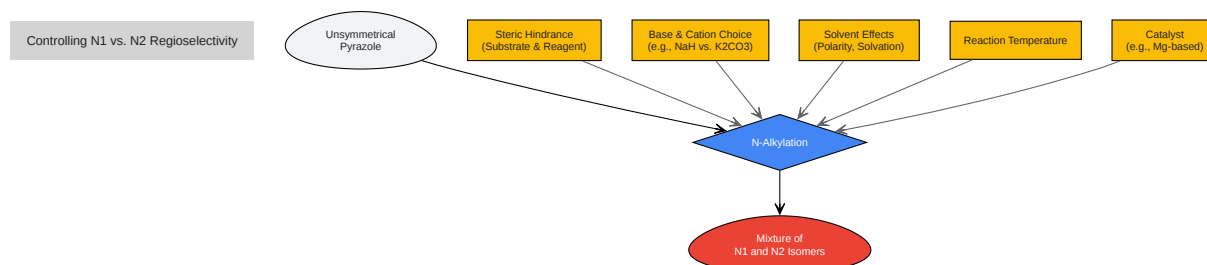 Controlling N1 vs. N2 Regioselectivity
Unsymmetrical
Pyrazole
Steric Hindrance
(Substrate & Reagent)
Base & Cation Choice
(e.g., NaH vs. K2CO3)
Solvent Effects
(Polarity, Solvation)
Reaction Temperature
Catalyst
(e.g., Mg-based)
N-Alkylation
Mixture of
N1 and N2 Isomers